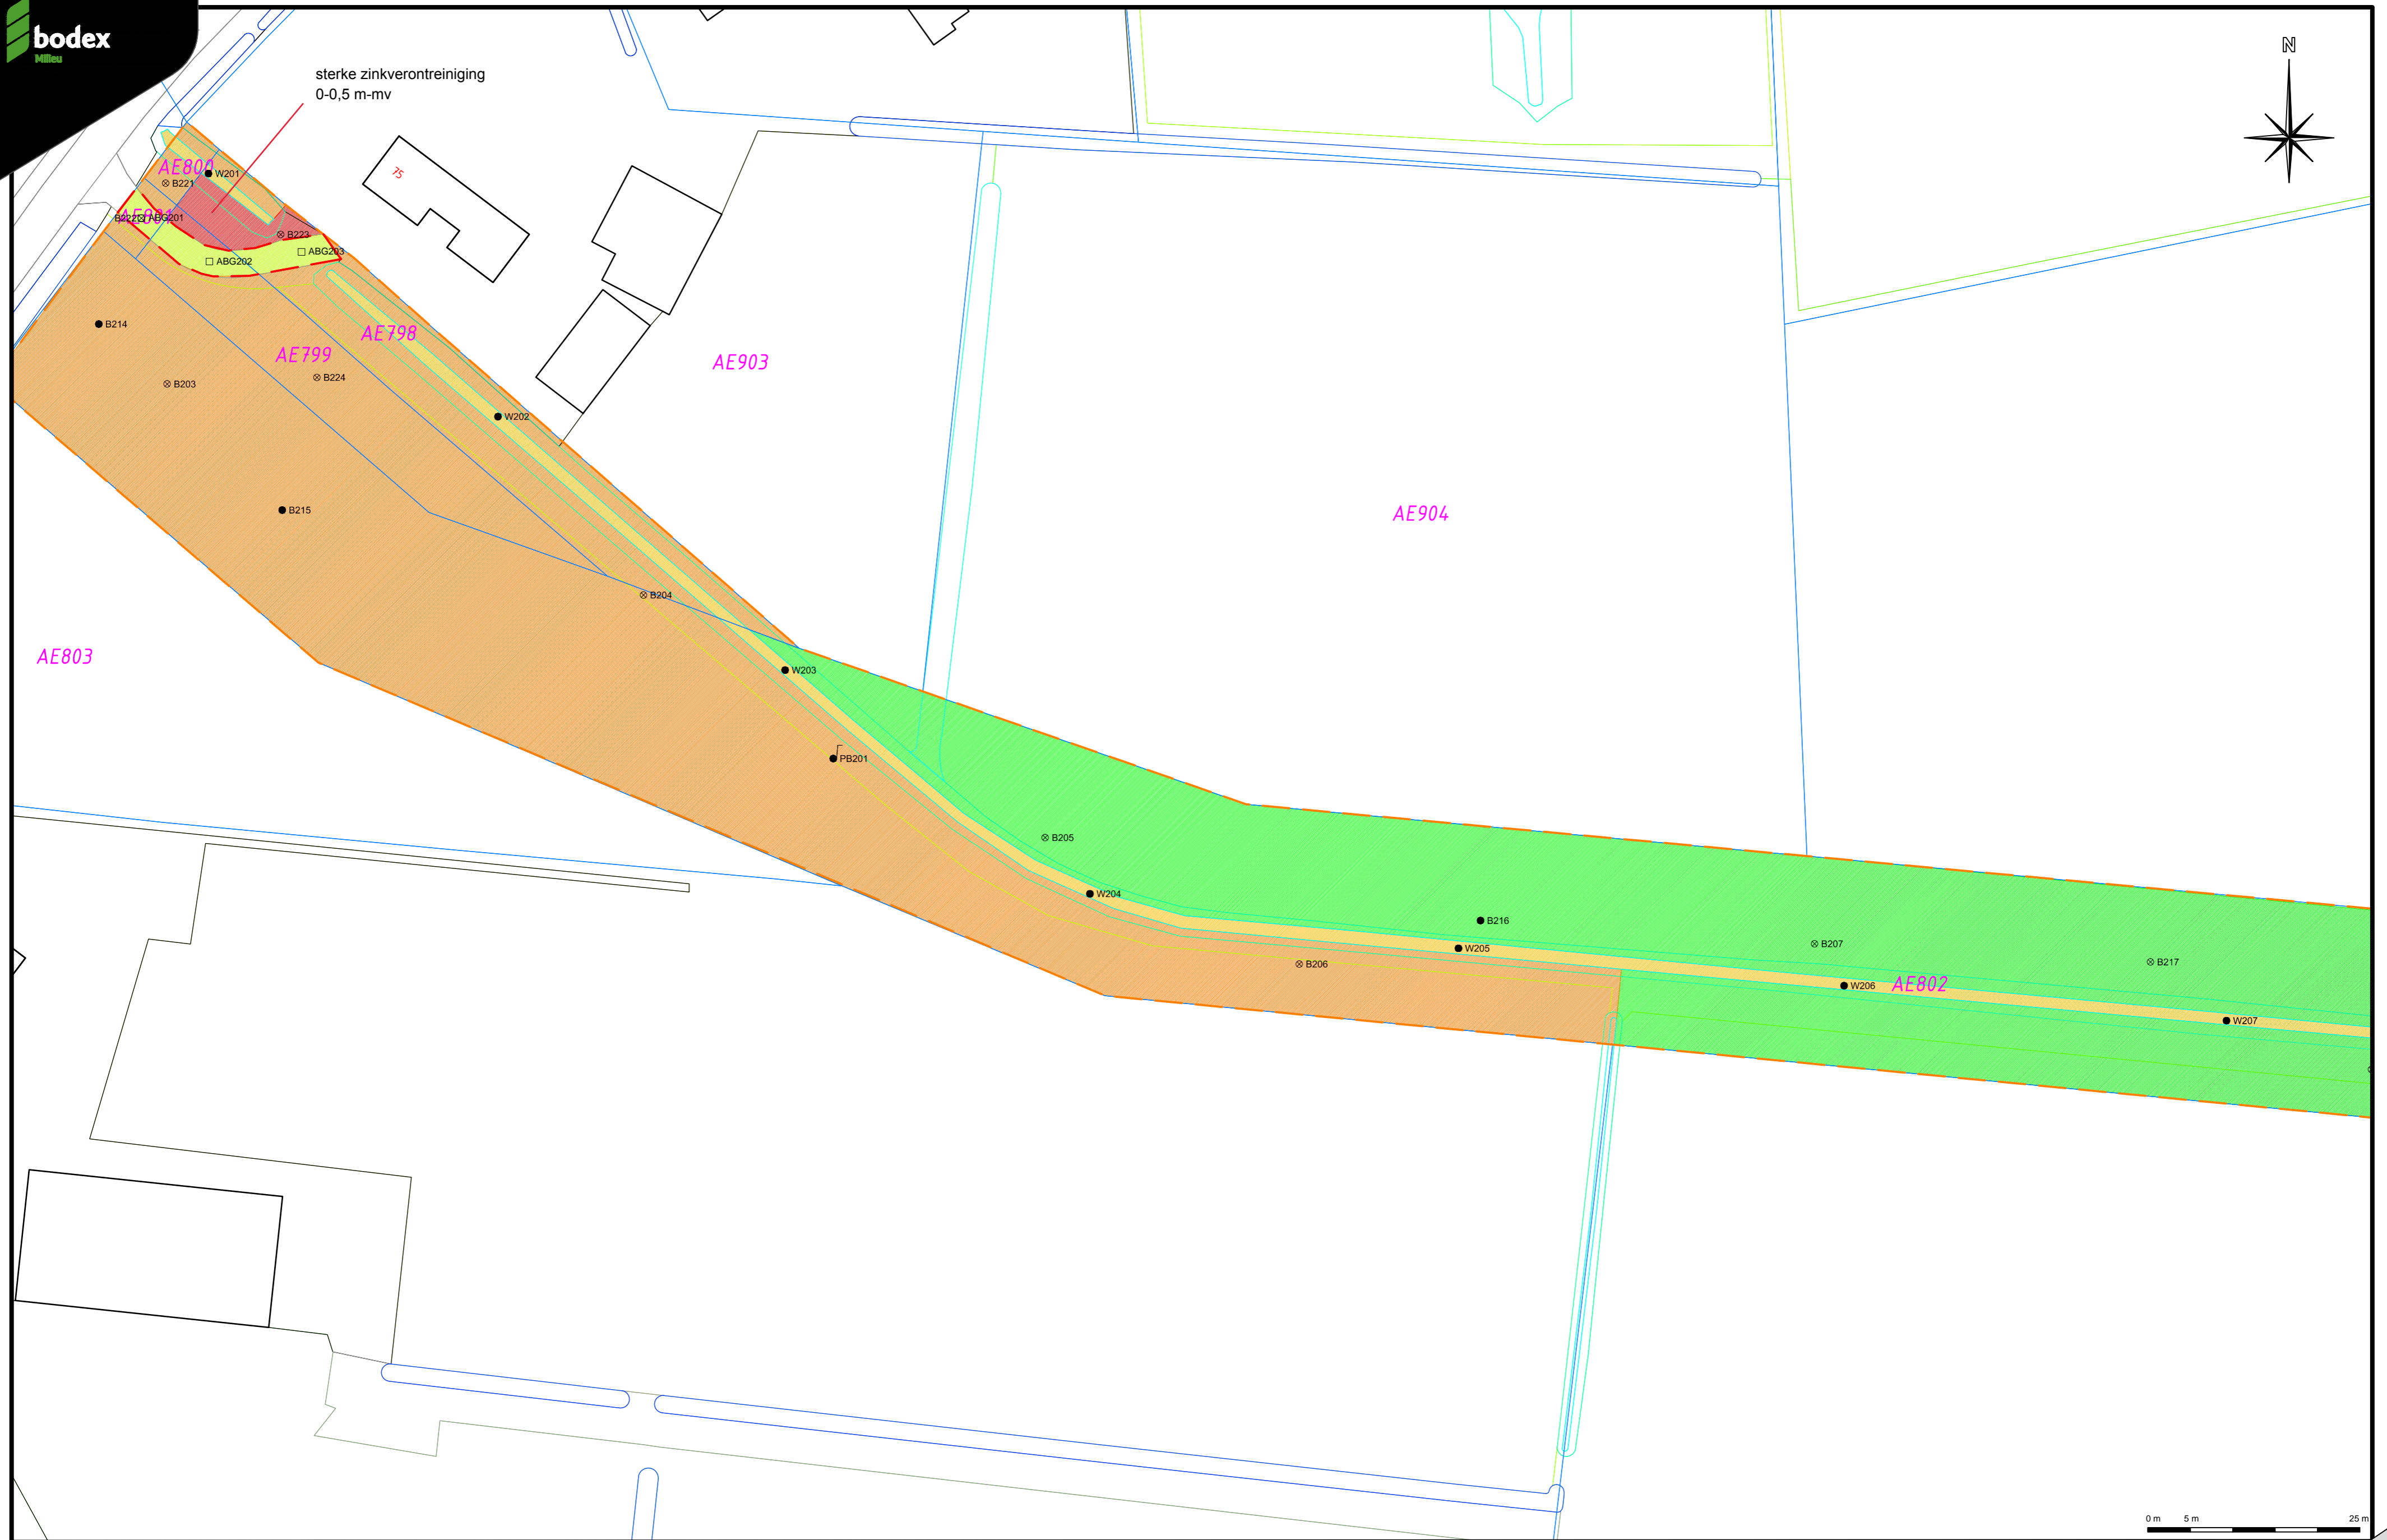 bodex
Milieu
N
sterke zinkverontreiniging
0-0,5 m-mv
AE800
W201
B221
75
ABG201
B223
ABG203
ABG202
B214
AE798
AE799
AE903
B224
B203
W202
B215
AE904
B204
AE803
W203
PB201
B205
W204
B216
B207
W205
B217
B206
AE802
W206
W207
0 m 5 m 25 m